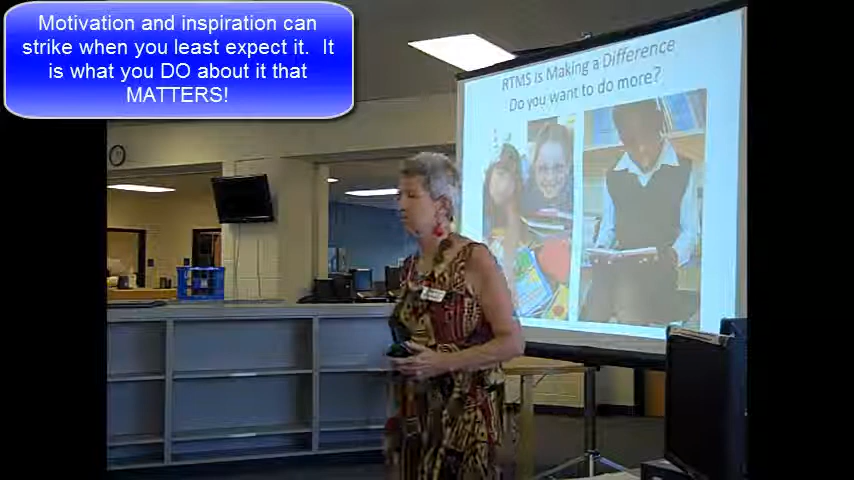 Motivation and inspiration can
strike when you least expect it. It
is what you DO about it that
MATTERS!
RTMS is Making a Difference
Do you want to do more?